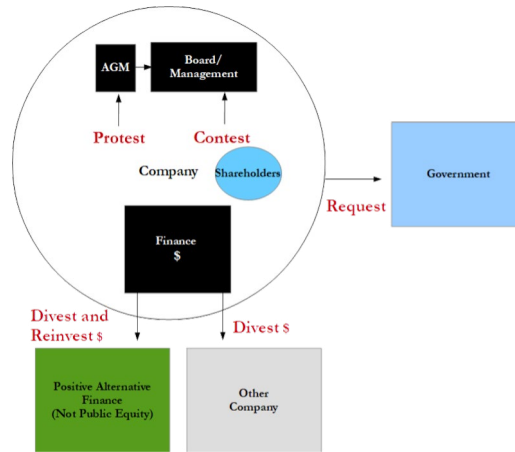 AGM
Board/
Management
Protest
Contest
Company
Shareholders
Government
Request
Finance
$
Divest and
Reinvest $
Divest $
Positive Alternative
Finance
(Not Public Equity)
Other
Company